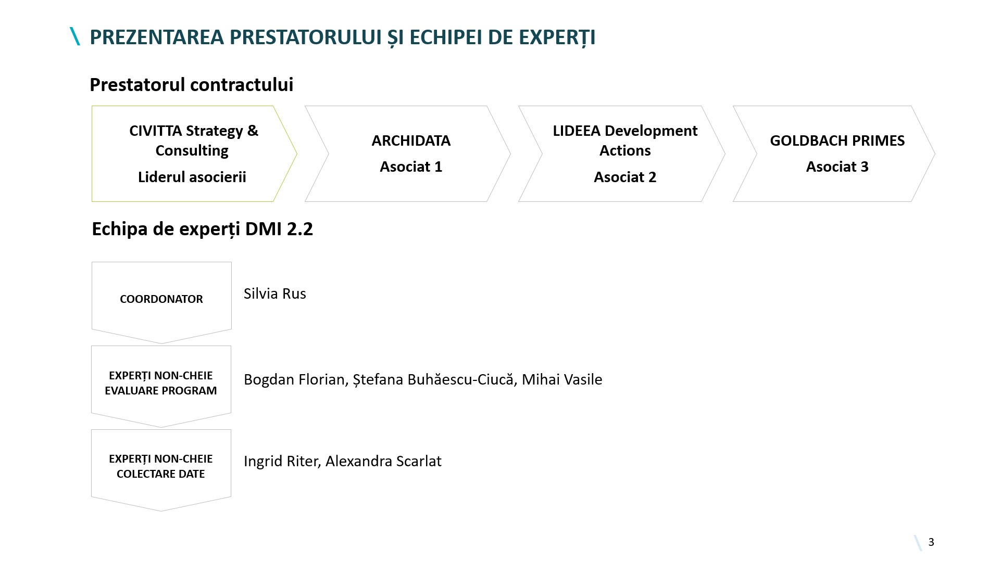 PREZENTAREA PRESTATORULUI ȘI ECHIPEI DE EXPERȚI
Prestatorul contractului
CIVITTA Strategy &
Consulting
Liderul asocierii
ARCHIDATA
Asociat 1
LIDEEA Development
Actions
Asociat 2
GOLDBACH PRIMES
Asociat 3
Echipa de experți DMI 2.2
COORDONATOR
Silvia Rus
EXPERȚI NON-CHEIE
EVALUARE PROGRAM
Bogdan Florian, Ștefana Buhăescu-Ciucă, Mihai Vasile
EXPERȚI NON-CHEIE
COLECTARE DATE
Ingrid Riter, Alexandra Scarlat
3